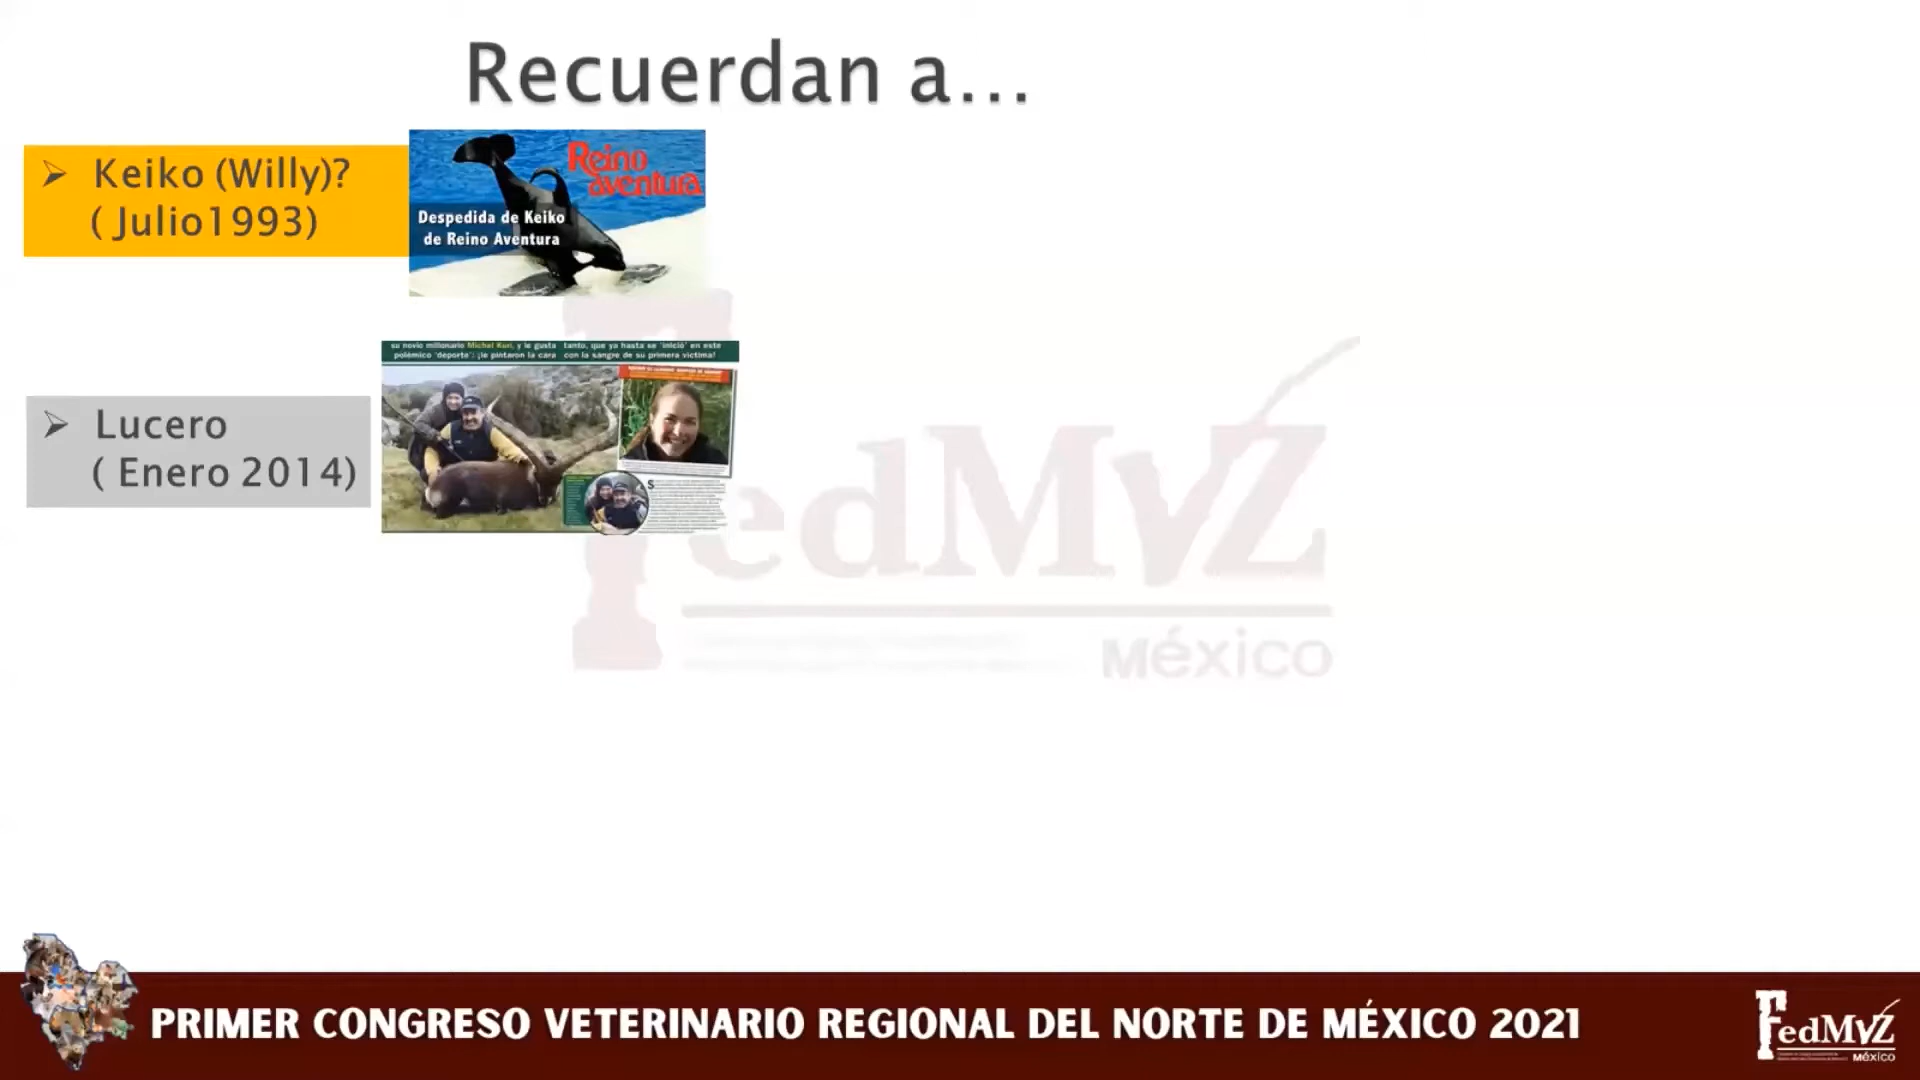 Recuerdan a...
Keiko (Willy)?
( Julio1993)
Reino
aventura
Despedida de Keiko
de Reino Aventura
su novio millonario Michel Kuri, y le gusta tanto, que ya hasta se 'inició' en este
polémico 'deporte': ¡le pintaron la cara con la sangre de su primera víctima!
Lucero
( Enero 2014)
FedMVZ
México
PRIMER CONGRESO VETERINARIO REGIONAL DEL NORTE DE MÉXICO 2021
FedMVZ
México